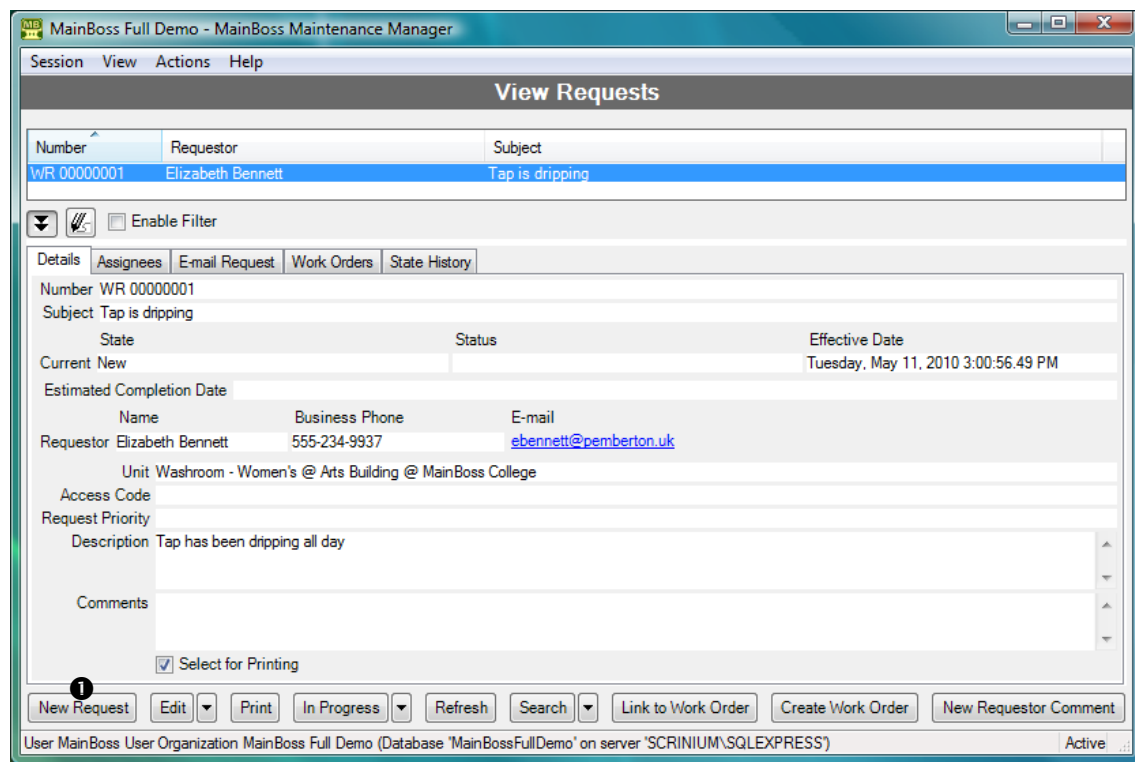 MB MainBoss Full Demo - MainBoss Maintenance Manager
Session View Actions Help
View Requests
Number Requestor Subject
WR 00000001 Elizabeth Bennett Tap is dripping
Enable Filter
Details Assignees E-mail Request Work Orders State History
Number WR 00000001
Subject Tap is dripping
State Status Effective Date
Current New Tuesday, May 11, 2010 3:00:56.49 PM
Estimated Completion Date
Name Business Phone E-mail
Requestor Elizabeth Bennett 555-234-9937 ebennett@pemberton.uk
Unit Washroom - Women's @ Arts Building @ MainBoss College
Access Code
Request Priority
Description Tap has been dripping all day
Comments
Select for Printing
❶
New Request Edit Print In Progress Refresh Search Link to Work Order Create Work Order New Requestor Comment
User MainBoss User Organization MainBoss Full Demo (Database 'MainBossFullDemo' on server 'SCRINIUM\SQLEXPRESS') Active